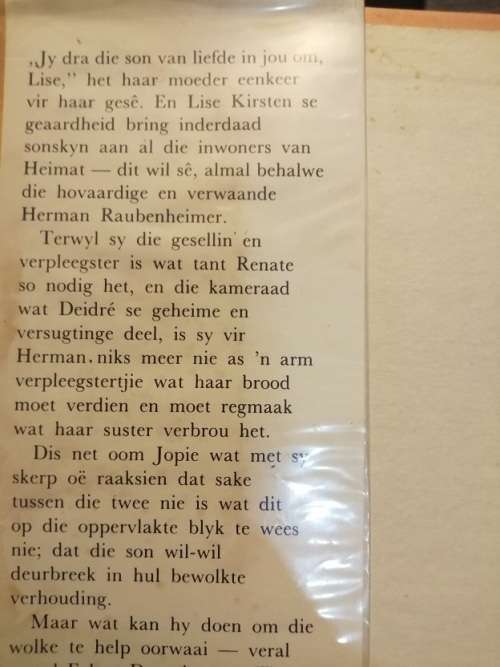 „Jy dra die son van liefde in jou om,
Lise,” het haar moeder eenkeer
vir haar gesê. En Lise Kirsten se
geaardheid bring inderdaad
sonskyn aan ál die inwoners van
Heimat — dit wil sê, almal behalwe
die hovaardige en verwaande
Herman Raubenheimer.
Terwyl sy die gesellin en
verpleegster is wat tant Renate
so nodig het, en die kameraad
wat Deidré se geheime en
versugtinge deel, is sy vir
Herman niks meer nie as 'n arm
verpleegstertjie wat haar brood
moet verdien en moet regmaak
wat haar suster verbrou het.
Dis net oom Jopie wat met sy
skerp oë raaksien dat sake
tussen die twee nie is wat dit
op die oppervlakte blyk te wees
nie; dat die son wil-wil
deurbreek in hul bewolkte
verhouding.
Maar wat kan hy doen om die
wolke te help oorwaai — veral